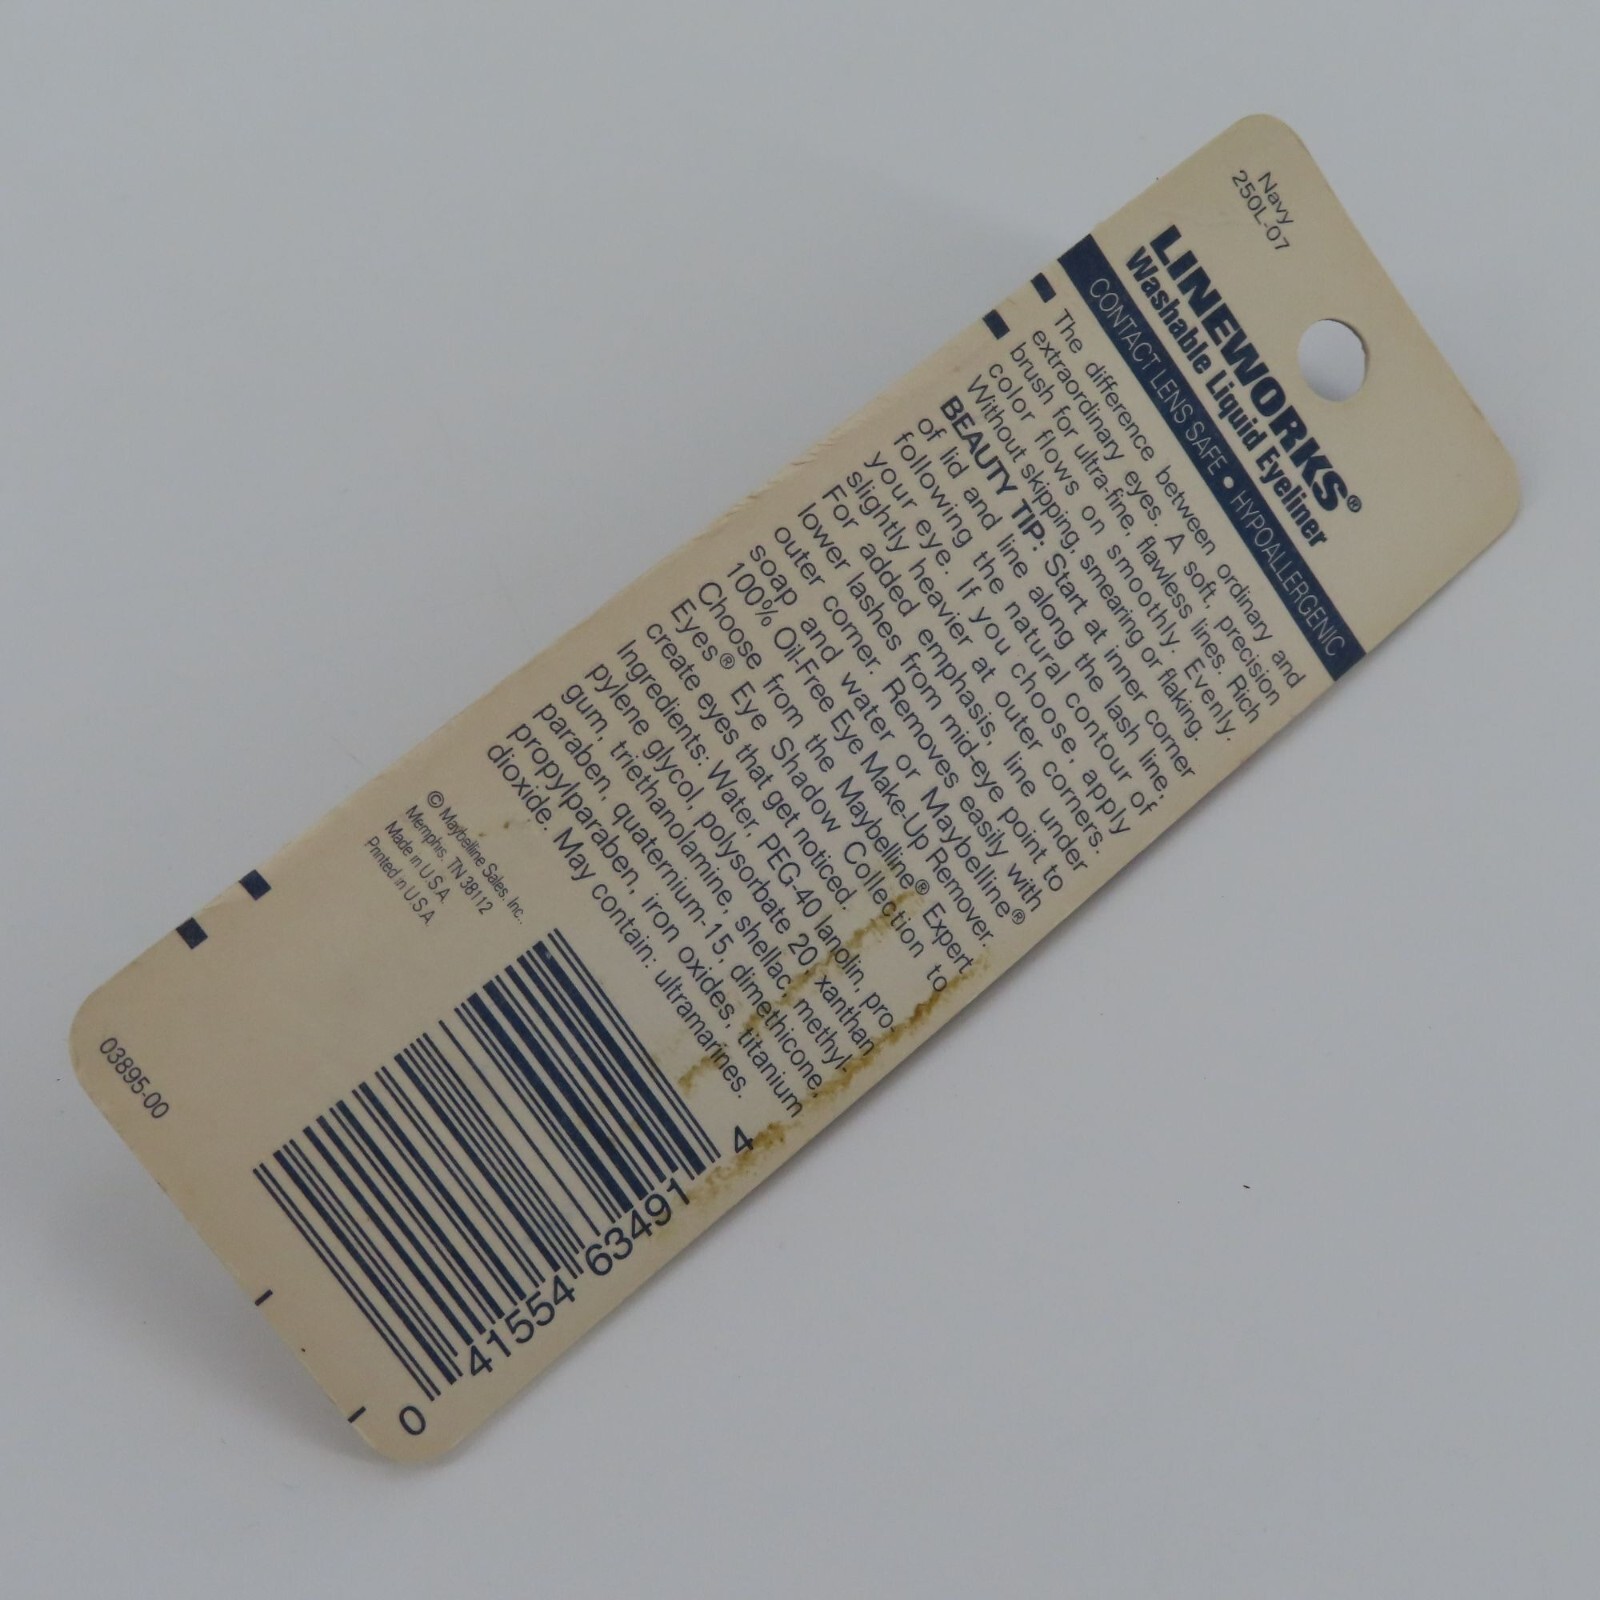 Navy
250L-07
LINEWORKS®
Washable Liquid Eyeliner
CONTACT LENS SAFE • HYPOALLERGENIC
The difference between ordinary and
extraordinary eyes. A soft, precision
brush for ultra-fine, flawless lines. Rich
color flows on smoothly. Evenly.
Without skipping, smearing or flaking.
BEAUTY TIP: Start at inner corner
of lid and line along the lash line,
following the natural contour of
your eye. If you choose, apply
slightly heavier at outer corners.
For added emphasis, line under
lower lashes from mid-eye point to
outer corner. Removes easily with
soap and water or Maybelline®
100% Oil-Free Eye Make-Up Remover.
Choose from the Maybelline® Expert
Eyes® Eye Shadow Collection to
create eyes that get noticed.
Ingredients: Water, PEG-40 lanolin, pro-
pylene glycol, polysorbate 20, xanthan
gum, triethanolamine, shellac, methyl-
paraben, quaternium-15, dimethicone,
propylparaben, iron oxides, titanium
dioxide. May contain: ultramarines.
© Maybelline Sales, Inc.,
Memphis, TN 38112
Made in U.S.A.
Printed in U.S.A.
0 41554 63491 4
03895-00